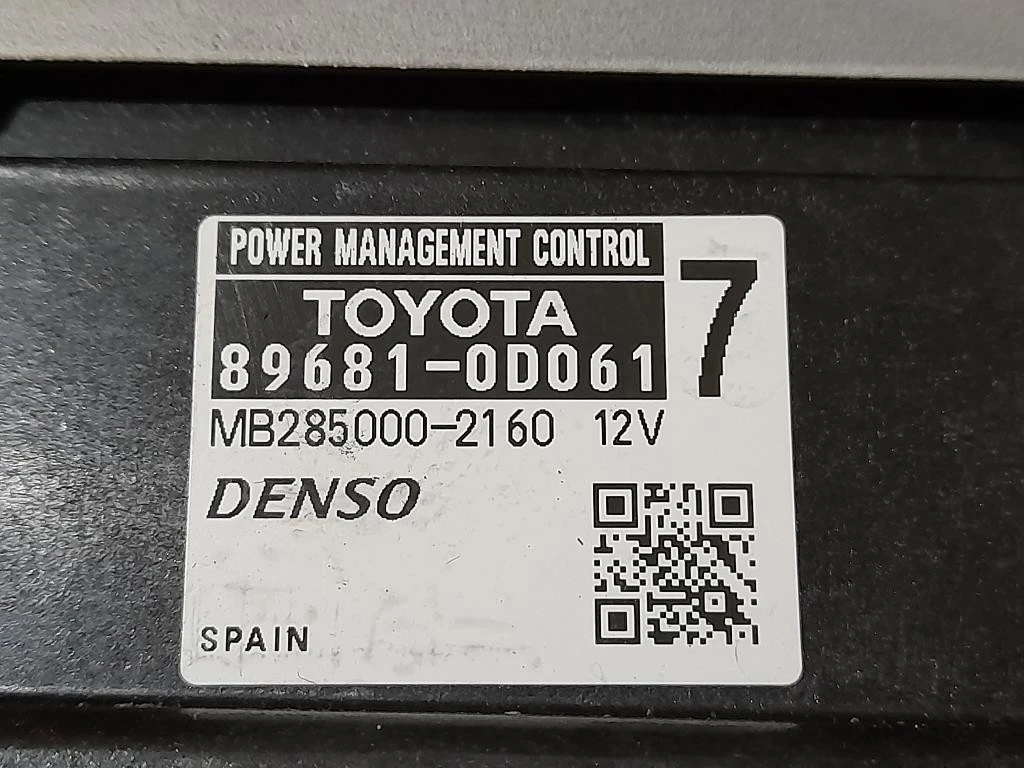 POWER MANAGEMENT CONTROL
7
TOYOTA
89681-0D061
MB285000-2160 12V
DENSO
SPAIN